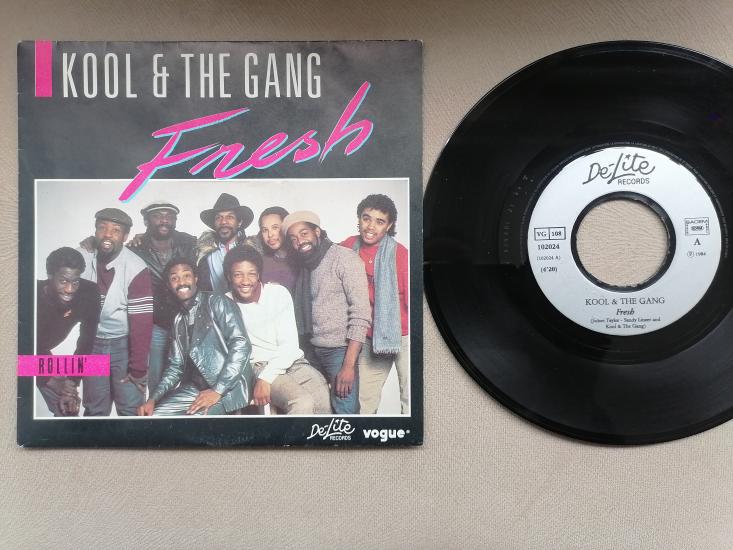 KOOL & THE GANG
Fresh
ROLLIN'
De-Lite
RECORDS
vogue
De-Lite
RECORDS
VG 108
102024
(102024 A)
(4'20)
SACEM
A
℗ 1984
KOOL & THE GANG
Fresh
(James Taylor - Sandy Linzer and
Kool & The Gang)